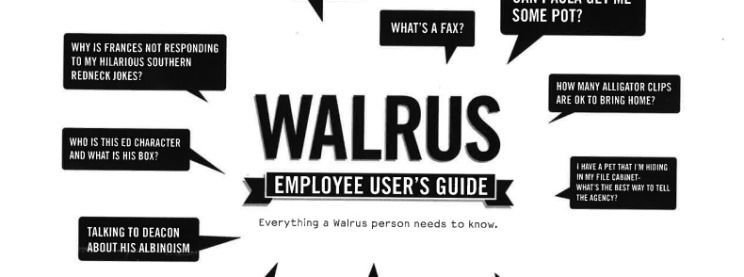 CAN PAULA GET ME
SOME POT?
WHAT'S A FAX?
WHY IS FRANCES NOT RESPONDING
TO MY HILARIOUS SOUTHERN
REDNECK JOKES?
HOW MANY ALLIGATOR CLIPS
ARE OK TO BRING HOME?
WALRUS
WHO IS THIS ED CHARACTER
AND WHAT IS HIS BOX?
EMPLOYEE USER'S GUIDE
I HAVE A PET THAT I'M HIDING
IN MY FILE CABINET-
WHAT'S THE BEST WAY TO TELL
THE AGENCY?
Everything a Walrus person needs to know.
TALKING TO DEACON
ABOUT HIS ALBINOISM